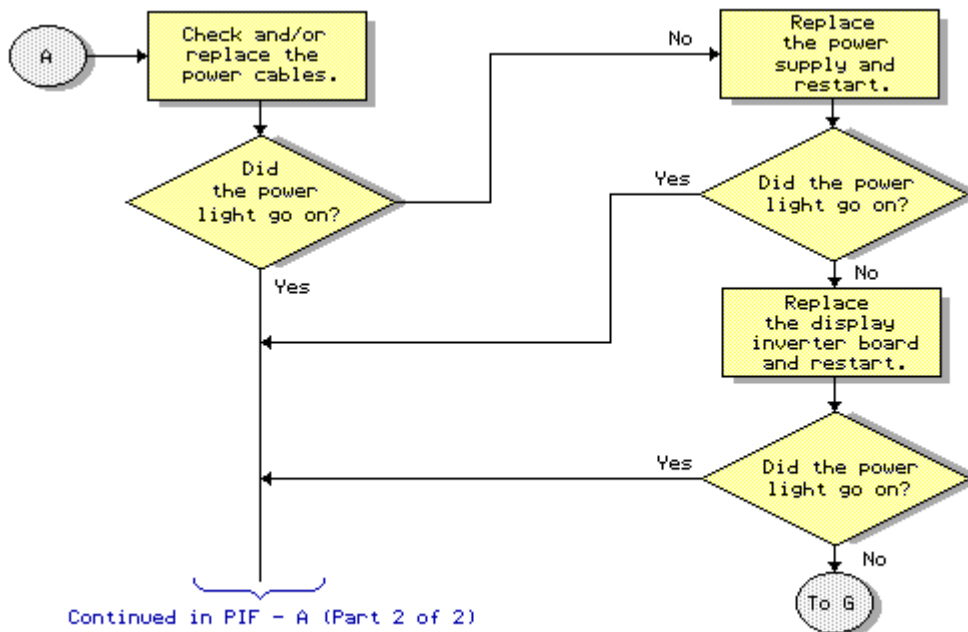 A
Check and/or
replace the
power cables.
Did
the power
light go on?
Yes
No
Replace
the power
supply and
restart.
Did the power
light go on?
Yes
No
Replace
the display
inverter board
and restart.
Did the power
light go on?
Yes
No
To G
Continued in PIF - A (Part 2 of 2)